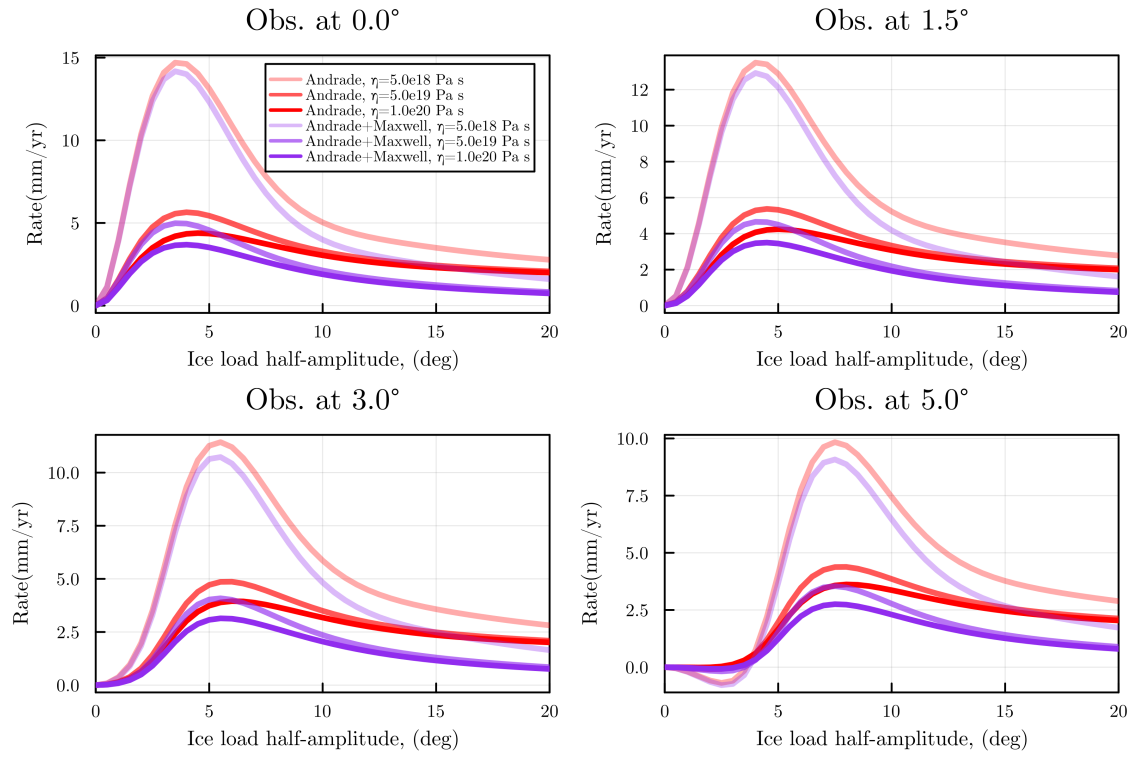 Obs. at 0.0°
Rate(mm/yr)
15
10
5
0
Andrade, η=5.0e18 Pa s
Andrade, η=5.0e19 Pa s
Andrade, η=1.0e20 Pa s
Andrade+Maxwell, η=5.0e18 Pa s
Andrade+Maxwell, η=5.0e19 Pa s
Andrade+Maxwell, η=1.0e20 Pa s
0 5 10 15 20
Ice load half-amplitude, (deg)
Obs. at 1.5°
Rate(mm/yr)
12
10
8
6
4
2
0
0 5 10 15 20
Ice load half-amplitude, (deg)
Obs. at 3.0°
Rate(mm/yr)
10.0
7.5
5.0
2.5
0.0
0 5 10 15 20
Ice load half-amplitude, (deg)
Obs. at 5.0°
Rate(mm/yr)
10.0
7.5
5.0
2.5
0.0
0 5 10 15 20
Ice load half-amplitude, (deg)